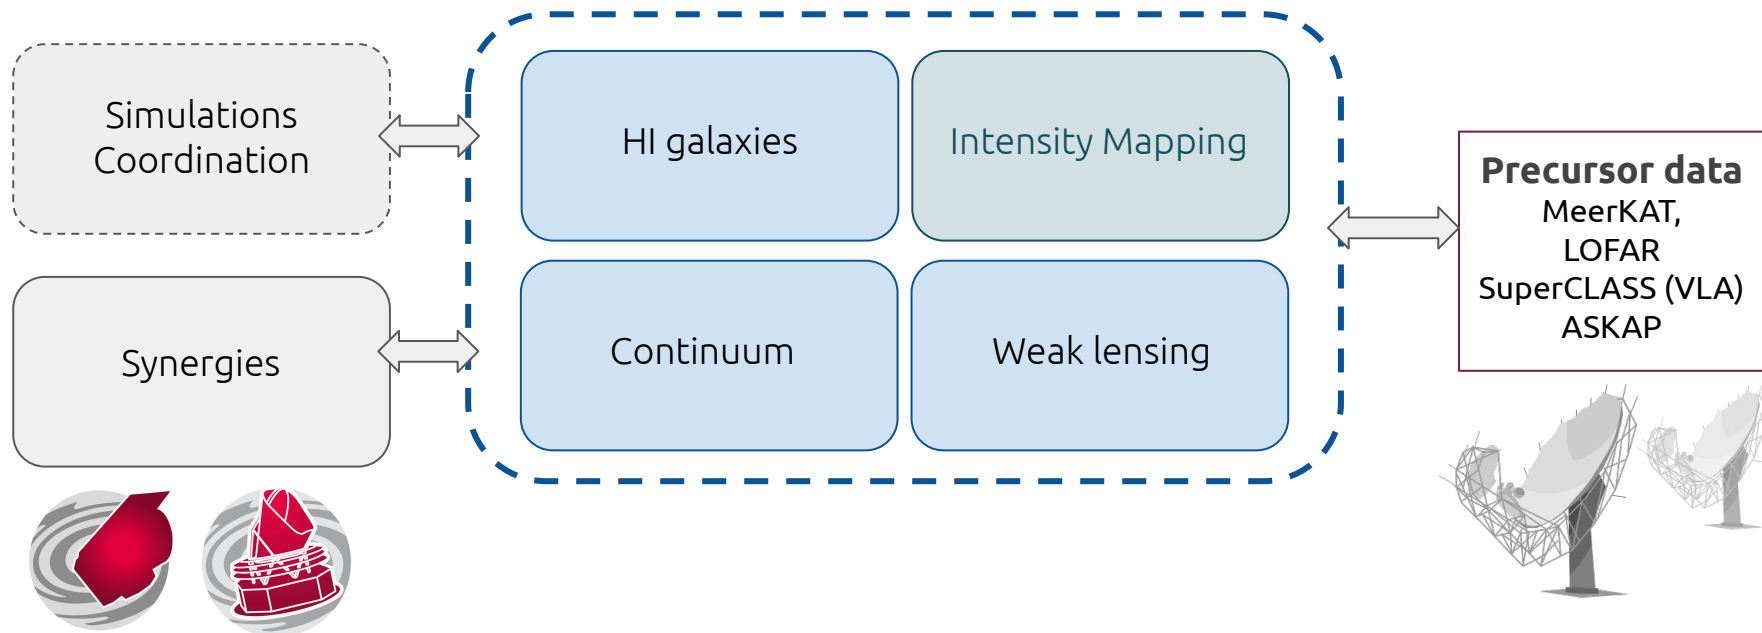 Simulations
Coordination
Synergies
HI galaxies
Intensity Mapping
Continuum
Weak lensing
Precursor data
MeerKAT,
LOFAR
SuperCLASS (VLA)
ASKAP